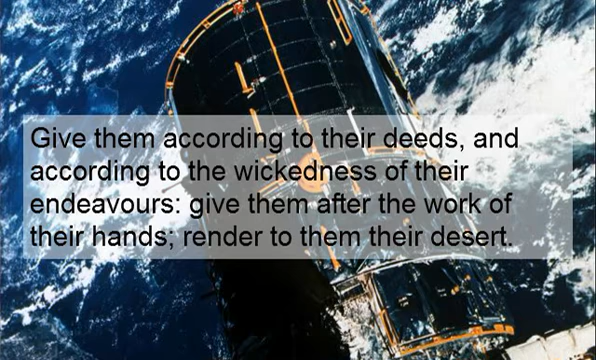 Give them according to their deeds, and
according to the wickedness of their
endeavours: give them after the work of
their hands; render to them their desert.